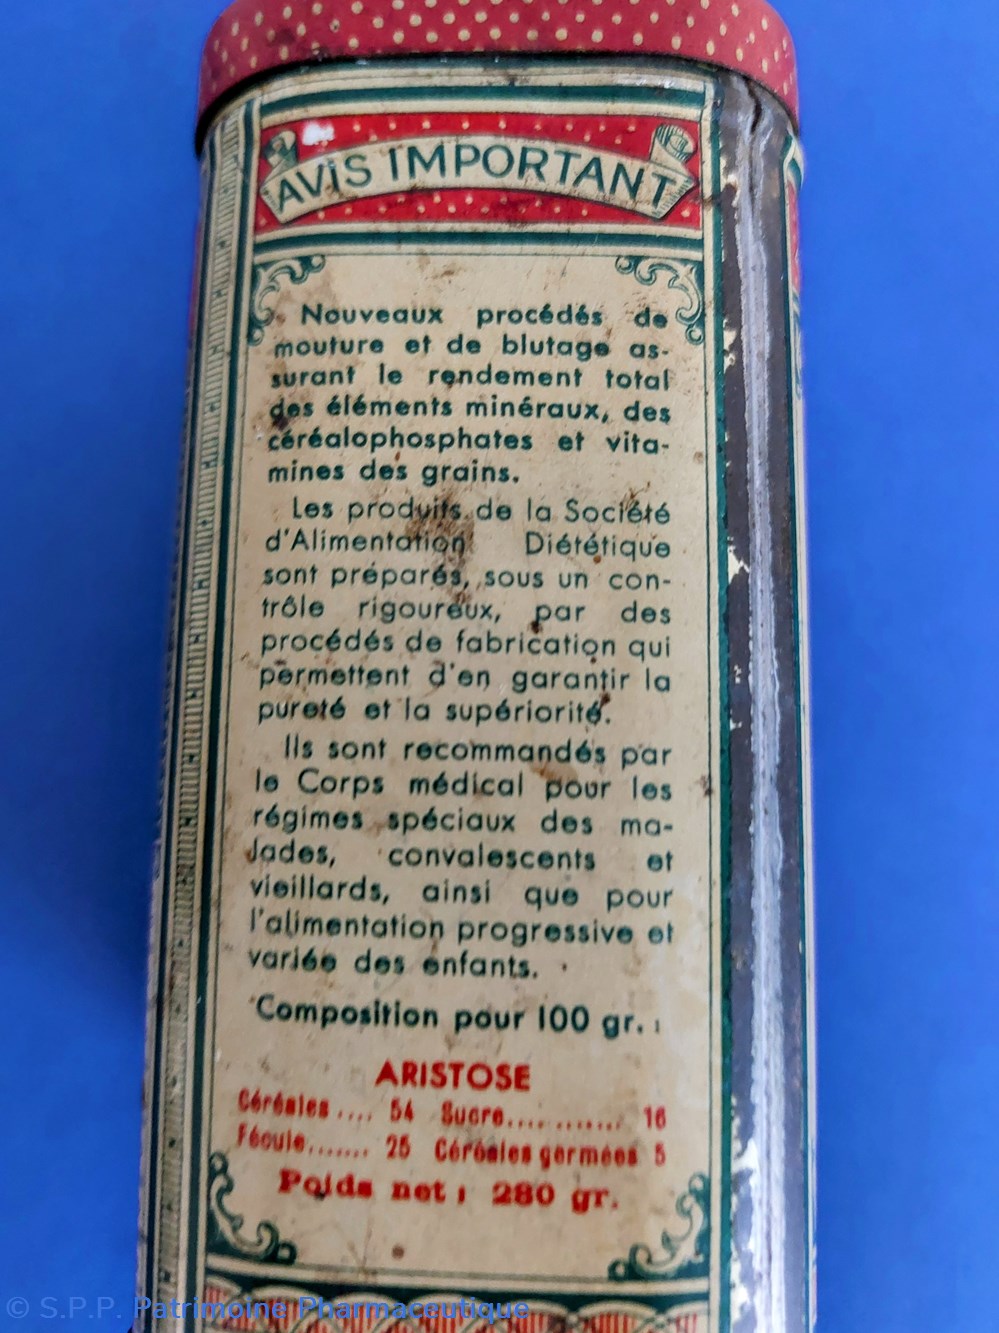 AVIS IMPORTANT
Nouveaux procédés de
mouture et de blutage as-
surant le rendement total
des éléments minéraux, des
céréalophosphates et vita-
mines des grains.
Les produits de la Société
d'Alimentation Diététique
sont préparés, sous un con-
trôle rigoureux, par des
procédés de fabrication qui
permettent d'en garantir la
pureté et la supériorité.
Ils sont recommandés par
le Corps médical pour les
régimes spéciaux des ma-
lades, convalescents et
vieillards, ainsi que pour
l'alimentation progressive et
variée des enfants.
Composition pour 100 gr. :
ARISTOSE
Céréales .... 54 Sucre............. 16
Fécule....... 25 Céréales germées 5
Poids net : 280 gr.
© S.P.P. Patrimoine Pharmaceutique